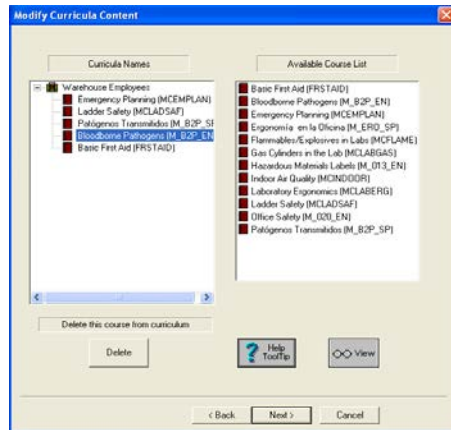 Modify Curricula Content
Curricula Names
Available Course List
Warehouse Employees
Emergency Planning (MCEMPLAN)
Ladder Safety (MCLADSAF)
Patógenos Transmitidos (M_B2P_SF
Bloodborne Pathogens (M_B2P_EN
Basic First Aid (FRSTAID)
Basic First Aid (FRSTAID)
Bloodborne Pathogens (M_B2P_EN)
Emergency Planning (MCEMPLAN)
Ergonomía en la Oficina (M_ERO_SP)
Flammables/Explosives in Labs (MCFLAME)
Gas Cylinders in the Lab (MCLABGAS)
Hazardous Materials Labels (M_013_EN)
Indoor Air Quality (MCINDOOR)
Laboratory Ergonomics (MCLABERG)
Ladder Safety (MCLADSAF)
Office Safety (M_020_EN)
Patógenos Transmitidos (M_B2P_SP)
Delete this course from curriculum
Delete
? Help
ToolTip
View
< Back
Next >
Cancel